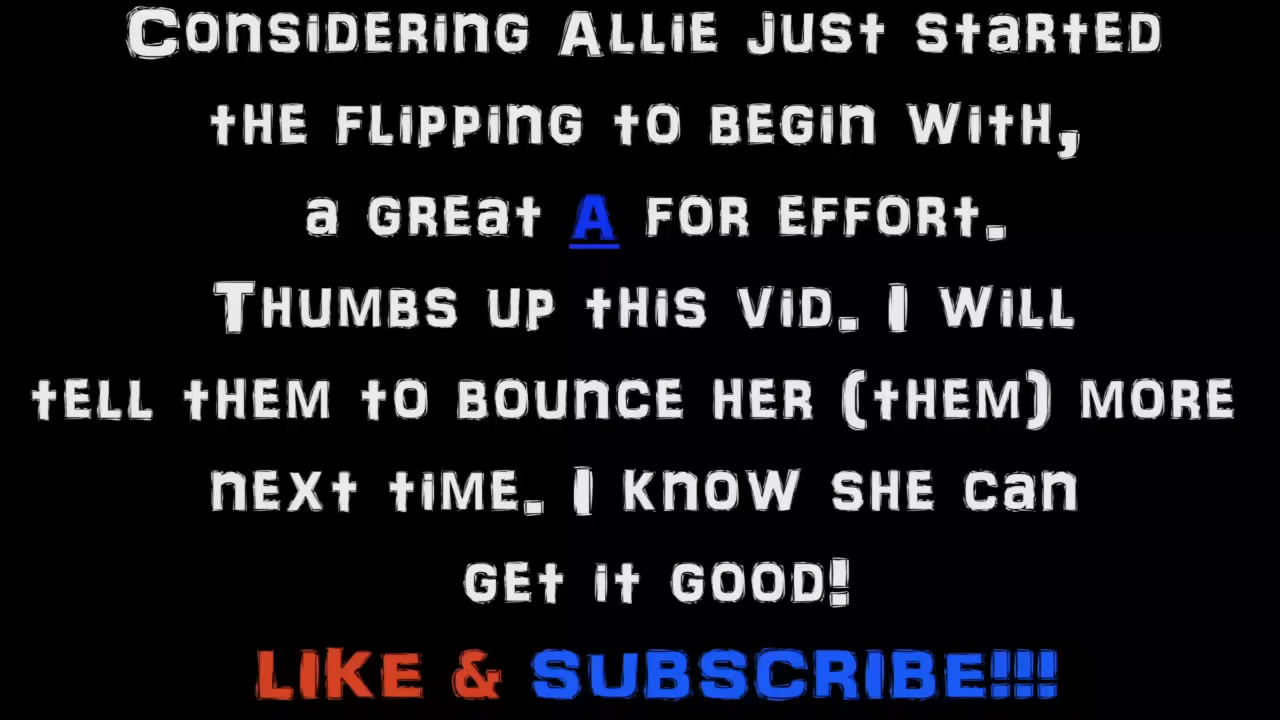 Considering Allie just started
the flipping to begin with,
a great A for effort.
Thumbs up this vid. I will
tell them to bounce her (them) more
next time. I know she can
get it good!
LIKE & SUBSCRIBE!!!